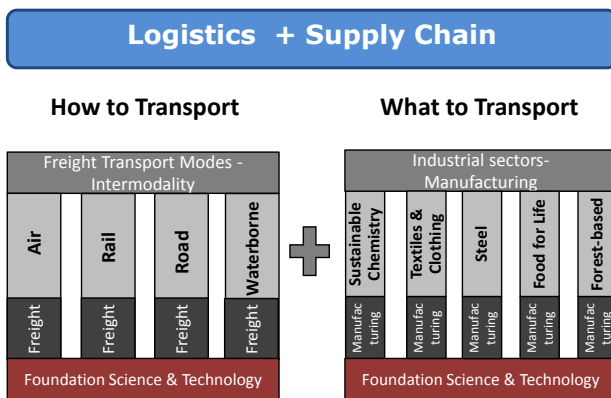 Logistics + Supply Chain
How to Transport
What to Transport
Freight Transport Modes -
Intermodality
Air
Rail
Road
Waterborne
Freight
Freight
Freight
Freight
Foundation Science & Technology
Industrial sectors-
Manufacturing
Sustainable
Chemistry
Textiles &
Clothing
Steel
Food for Life
Forest-based
Manufac
turing
Manufac
turing
Manufac
turing
Manufac
turing
Manufac
turing
Foundation Science & Technology